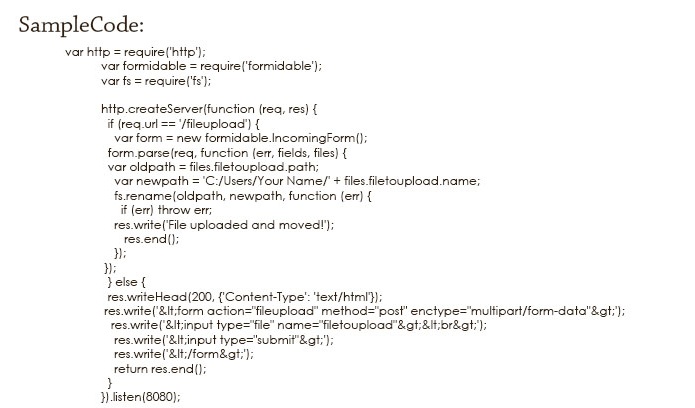 SampleCode:
var http = require('http');
var formidable = require('formidable');
var fs = require('fs');
http.createServer(function (req, res) {
if (req.url == '/fileupload') {
var form = new formidable.IncomingForm();
form.parse(req, function (err, fields, files) {
var oldpath = files.filetoupload.path;
var newpath = 'C:/Users/Your Name/' + files.filetoupload.name;
fs.rename(oldpath, newpath, function (err) {
if (err) throw err;
res.write('File uploaded and moved!');
res.end();
});
});
} else {
res.writeHead(200, {'Content-Type': 'text/html'});
res.write('&lt;form action="fileupload" method="post" enctype="multipart/form-data"&gt;');
res.write('&lt;input type="file" name="filetoupload"&gt;&lt;br&gt;');
res.write('&lt;input type="submit"&gt;');
res.write('&lt;/form&gt;');
return res.end();
}
}).listen(8080);